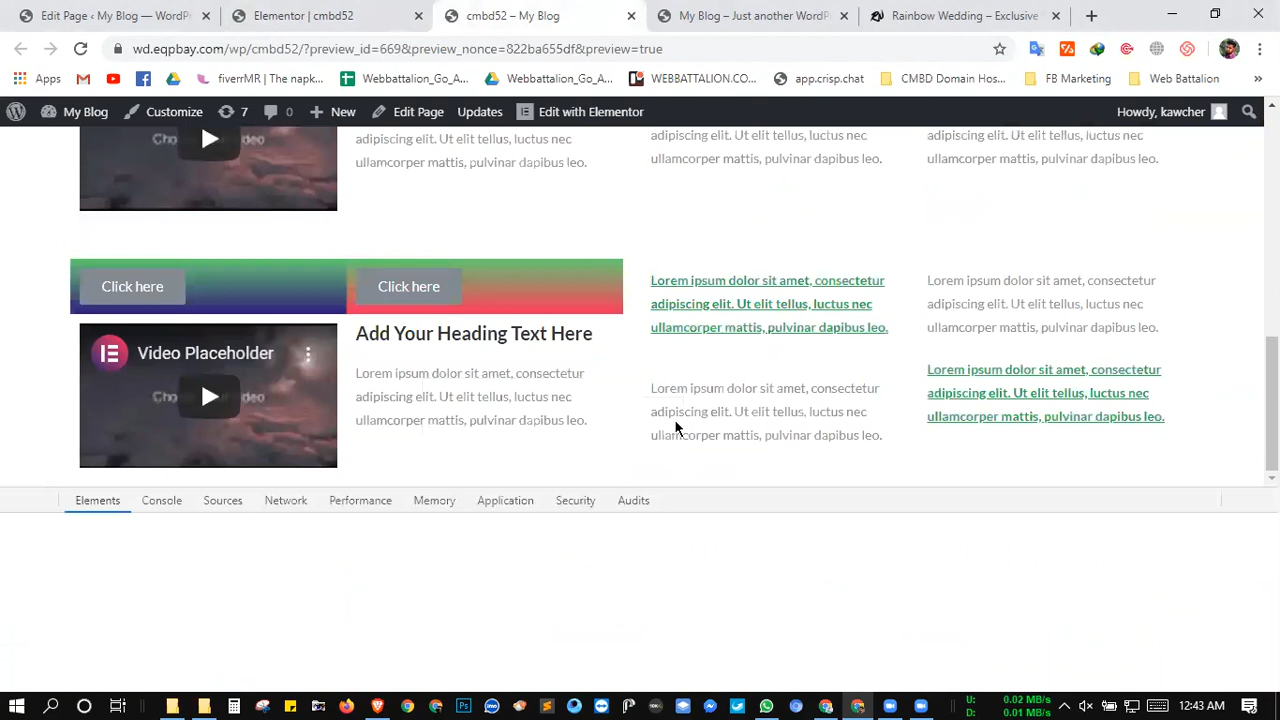 Edit Page ‹ My Blog — WordPr
Elementor | cmbd52
cmbd52 – My Blog
My Blog – Just another WordPr
Rainbow Wedding – Exclusive
wd.eqpbay.com/wp/cmbd52/?preview_id=669&preview_nonce=822ba655df&preview=true
Apps
fiverrMR | The napk...
Webbattalion_Go_A...
Webbattalion_Go_A...
WEBBATTALION.CO...
app.crisp.chat
CMBD Domain Hos...
FB Marketing
Web Battalion
My Blog
Customize
7
New
Edit Page
Updates
Edit with Elementor
Howdy, kawcher
adipiscing elit. Ut elit tellus, luctus nec
ullamcorper mattis, pulvinar dapibus leo.
adipiscing elit. Ut elit tellus, luctus nec
ullamcorper mattis, pulvinar dapibus leo.
adipiscing elit. Ut elit tellus, luctus nec
ullamcorper mattis, pulvinar dapibus leo.
Click here
Click here
Video Placeholder
Add Your Heading Text Here
Lorem ipsum dolor sit amet, consectetur
adipiscing elit. Ut elit tellus, luctus nec
ullamcorper mattis, pulvinar dapibus leo.
Lorem ipsum dolor sit amet, consectetur
adipiscing elit. Ut elit tellus, luctus nec
ullamcorper mattis, pulvinar dapibus leo.
Lorem ipsum dolor sit amet, consectetur
adipiscing elit. Ut elit tellus, luctus nec
ullamcorper mattis, pulvinar dapibus leo.
Lorem ipsum dolor sit amet, consectetur
adipiscing elit. Ut elit tellus, luctus nec
ullamcorper mattis, pulvinar dapibus leo.
Lorem ipsum dolor sit amet, consectetur
adipiscing elit. Ut elit tellus, luctus nec
ullamcorper mattis, pulvinar dapibus leo.
Elements
Console
Sources
Network
Performance
Memory
Application
Security
Audits
U: 0.02 MB/s
D: 0.01 MB/s
12:43 AM